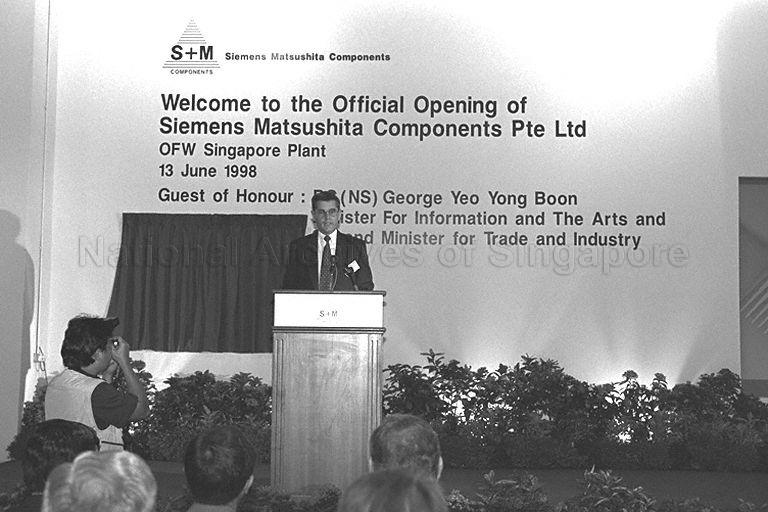 S+M
COMPONENTS
Siemens Matsushita Components
Welcome to the Official Opening of
Siemens Matsushita Components Pte Ltd
OFW Singapore Plant
13 June 1998
Guest of Honour : (NS) George Yeo Yong Boon
ister For Information and The Arts and
and Minister for Trade and Industry
National Archives of Singapore
S+M